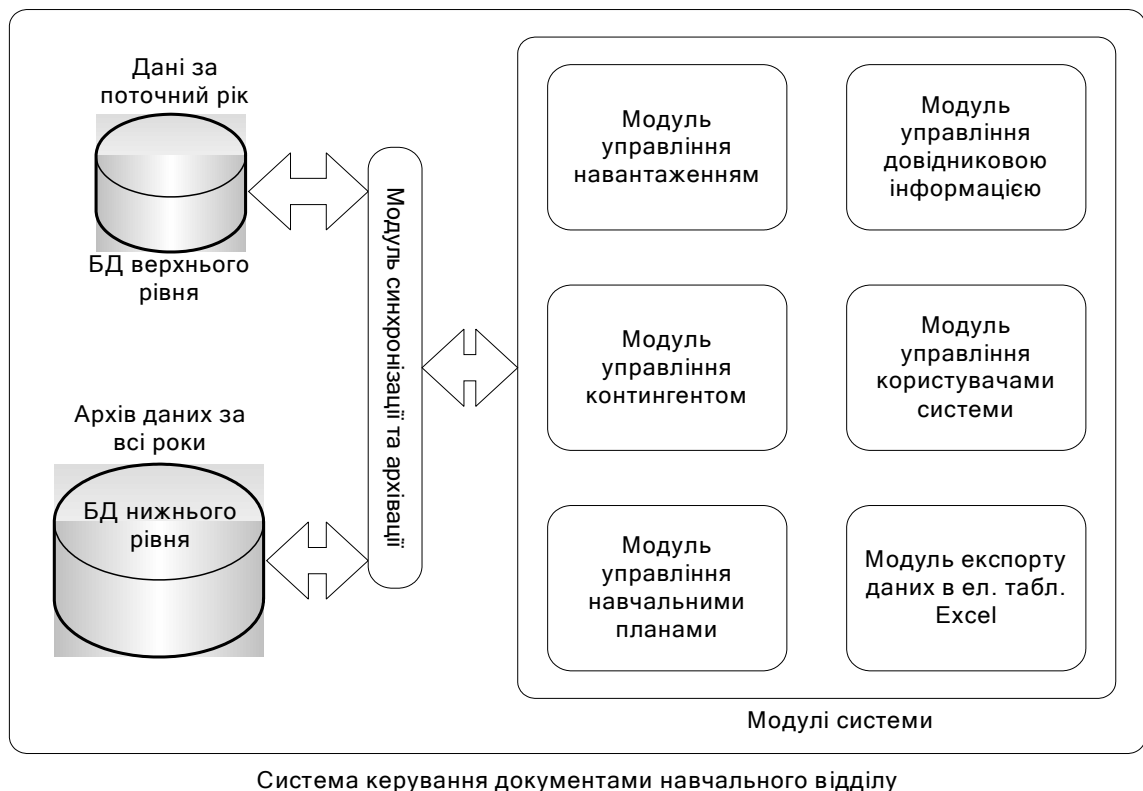 Дані за
поточний рік
БД верхнього
рівня
Архів даних за
всі роки
БД нижнього
рівня
Модуль синхронізації та архівації
Модуль
управління
навантаженням
Модуль
управління
довідниковою
інформацією
Модуль
управління
контингентом
Модуль
управління
користувачами
системи
Модуль
управління
навчальними
планами
Модуль експорту
даних в ел. табл.
Excel
Модулі системи
Система керування документами навчального відділу